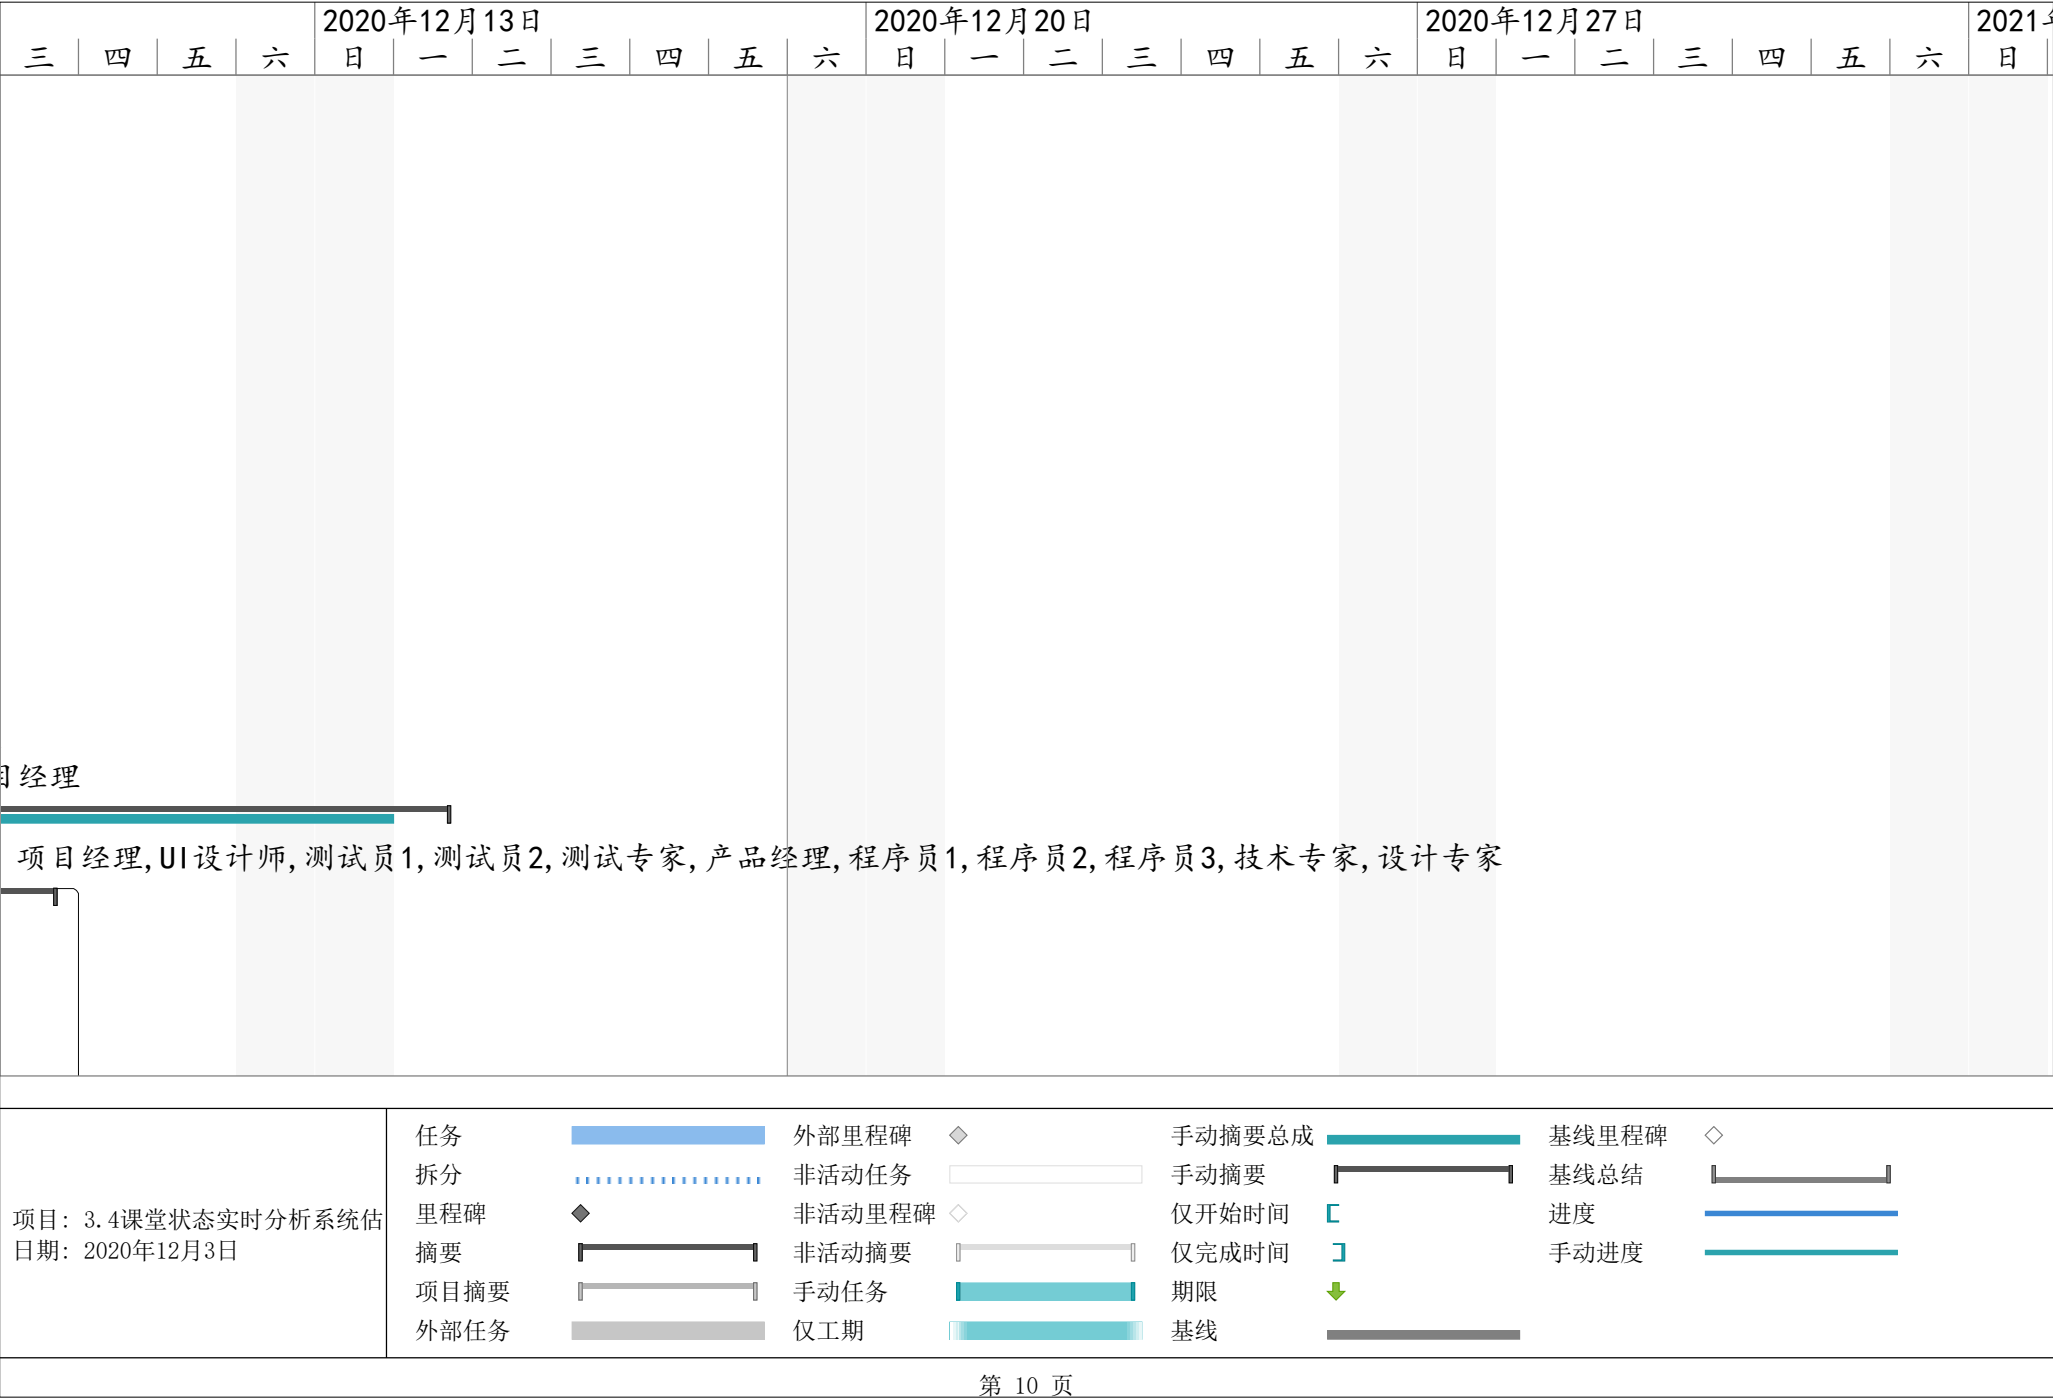 2020年12月13日 2020年12月20日 2020年12月27日 2021
三 四 五 六 日 一 二 三 四 五 六 日 一 二 三 四 五 六 日 一 二 三 四 五 六 日
经理
项目经理,UI设计师,测试员1,测试员2,测试专家,产品经理,程序员1,程序员2,程序员3,技术专家,设计专家
项目: 3.4课堂状态实时分析系统估
日期: 2020年12月3日
任务
拆分
里程碑
摘要
项目摘要
外部任务
外部里程碑
非活动任务
非活动里程碑
非活动摘要
手动任务
仅工期
手动摘要总成
手动摘要
仅开始时间
仅完成时间
期限
基线
基线里程碑
基线总结
进度
手动进度
第 10 页